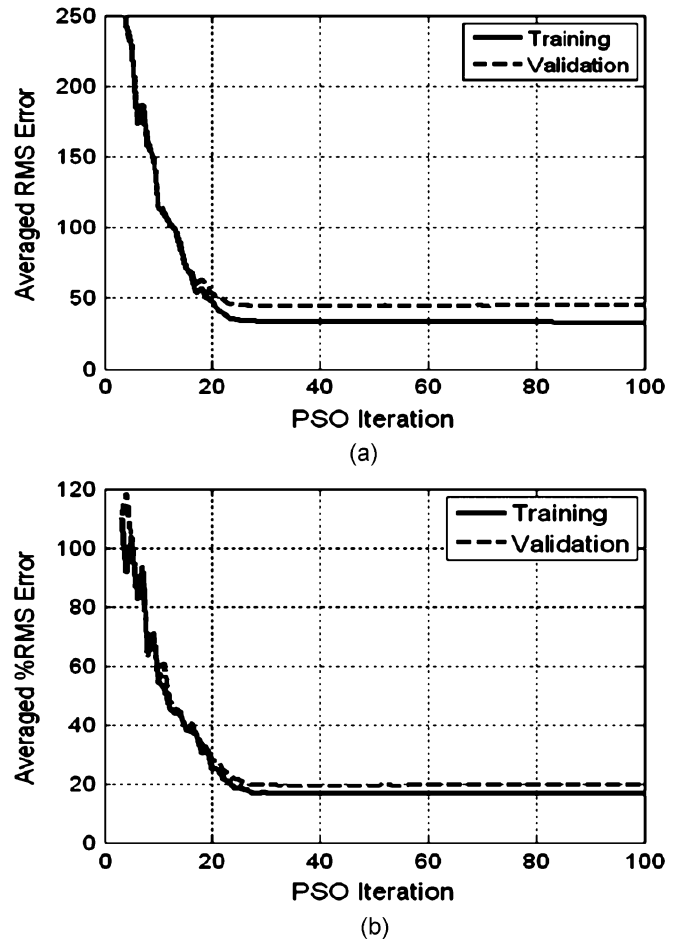 250
200
150
100
50
0
Averaged RMS Error
Training
Validation
0 20 40 60 80 100
PSO Iteration
(a)
120
100
80
60
40
20
0
Averaged %RMS Error
Training
Validation
0 20 40 60 80 100
PSO Iteration
(b)